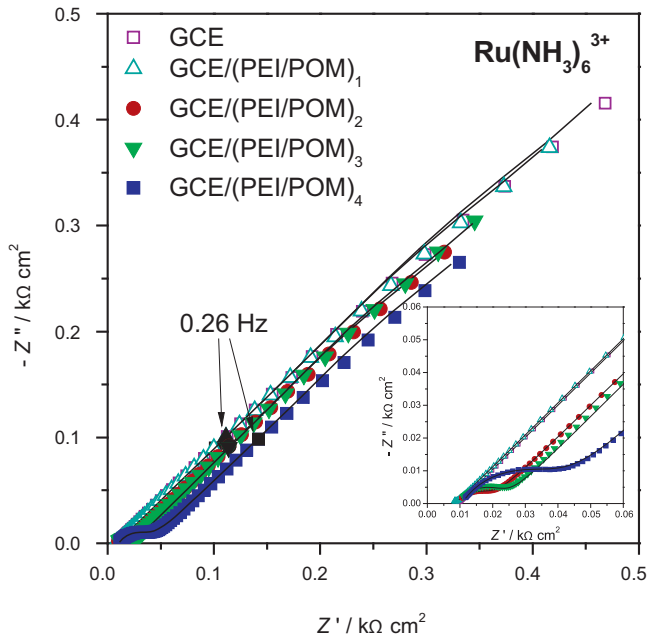 Ru(NH₃)₆³⁺
GCE
GCE/(PEI/POM)₁
GCE/(PEI/POM)₂
GCE/(PEI/POM)₃
GCE/(PEI/POM)₄
0.26 Hz
- Z'' / kΩ cm²
0.5
0.4
0.3
0.2
0.1
0.0
0.0 0.1 0.2 0.3 0.4 0.5
Z' / kΩ cm²
- Z'' / kΩ cm²
0.06
0.05
0.04
0.03
0.02
0.01
0.00
0.00 0.01 0.02 0.03 0.04 0.05 0.06
Z' / kΩ cm²